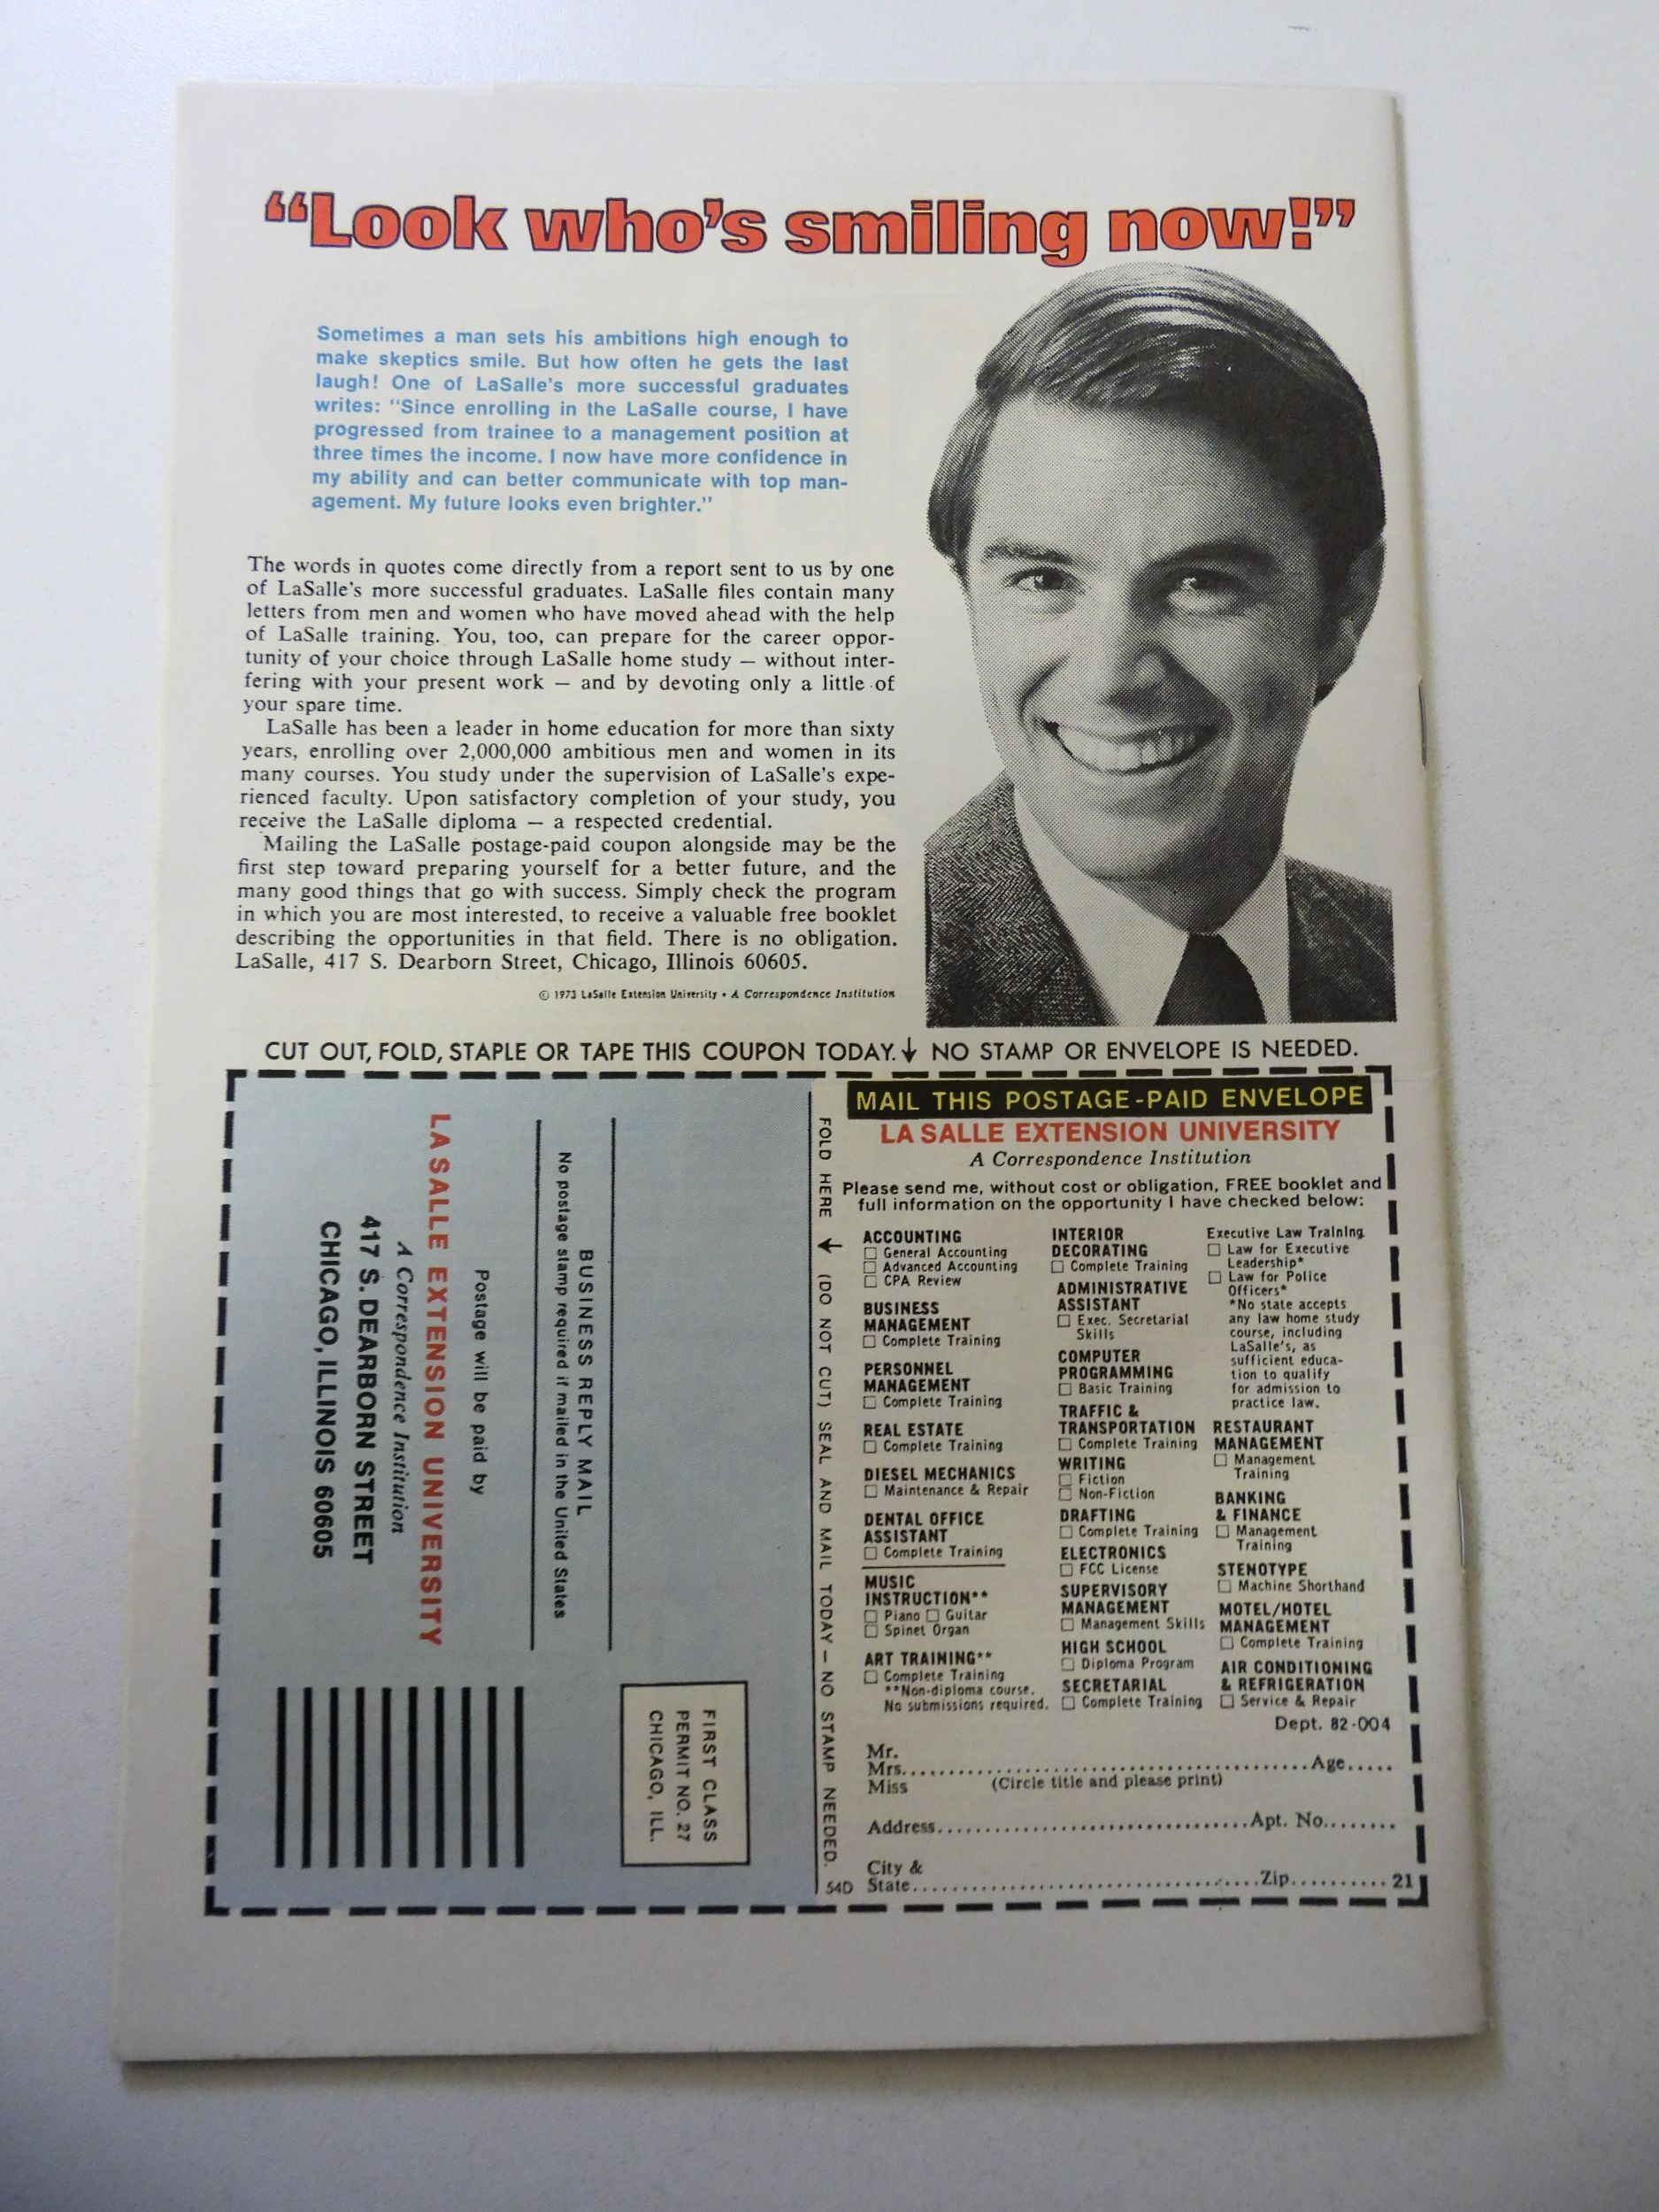 “Look who’s smiling now!”
Sometimes a man sets his ambitions high enough to
make skeptics smile. But how often he gets the last
laugh! One of LaSalle’s more successful graduates
writes: “Since enrolling in the LaSalle course, I have
progressed from trainee to a management position at
three times the income. I now have more confidence in
my ability and can better communicate with top man-
agement. My future looks even brighter.”
The words in quotes come directly from a report sent to us by one
of LaSalle’s more successful graduates. LaSalle files contain many
letters from men and women who have moved ahead with the help
of LaSalle training. You, too, can prepare for the career oppor-
tunity of your choice through LaSalle home study — without inter-
fering with your present work — and by devoting only a little of
your spare time.
LaSalle has been a leader in home education for more than sixty
years, enrolling over 2,000,000 ambitious men and women in its
many courses. You study under the supervision of LaSalle’s expe-
rienced faculty. Upon satisfactory completion of your study, you
receive the LaSalle diploma — a respected credential.
Mailing the LaSalle postage-paid coupon alongside may be the
first step toward preparing yourself for a better future, and the
many good things that go with success. Simply check the program
in which you are most interested, to receive a valuable free booklet
describing the opportunities in that field. There is no obligation.
LaSalle, 417 S. Dearborn Street, Chicago, Illinois 60605.
© 1973 LaSalle Extension University • A Correspondence Institution
CUT OUT, FOLD, STAPLE OR TAPE THIS COUPON TODAY.↓ NO STAMP OR ENVELOPE IS NEEDED.
FIRST CLASS
PERMIT NO. 27
CHICAGO, ILL.
BUSINESS REPLY MAIL
No postage stamp required if mailed in the United States
Postage will be paid by
LA SALLE EXTENSION UNIVERSITY
A Correspondence Institution
417 S. DEARBORN STREET
CHICAGO, ILLINOIS 60605
FOLD HERE ↓ (DO NOT CUT) SEAL AND MAIL TODAY — NO STAMP NEEDED.
MAIL THIS POSTAGE-PAID ENVELOPE
LA SALLE EXTENSION UNIVERSITY
A Correspondence Institution
Please send me, without cost or obligation, FREE booklet and
full information on the opportunity I have checked below:
ACCOUNTING
☐ General Accounting
☐ Advanced Accounting
☐ CPA Review
BUSINESS
MANAGEMENT
☐ Complete Training
PERSONNEL
MANAGEMENT
☐ Complete Training
REAL ESTATE
☐ Complete Training
DIESEL MECHANICS
☐ Maintenance & Repair
DENTAL OFFICE
ASSISTANT
☐ Complete Training
MUSIC
INSTRUCTION**
☐ Piano ☐ Guitar
☐ Spinet Organ
ART TRAINING**
☐ Complete Training
**Non-diploma course.
No submissions required.
INTERIOR
DECORATING
☐ Complete Training
ADMINISTRATIVE
ASSISTANT
☐ Exec. Secretarial
Skills
COMPUTER
PROGRAMMING
☐ Basic Training
TRAFFIC &
TRANSPORTATION
☐ Complete Training
WRITING
☐ Fiction
☐ Non-Fiction
DRAFTING
☐ Complete Training
ELECTRONICS
☐ FCC License
SUPERVISORY
MANAGEMENT
☐ Management Skills
HIGH SCHOOL
☐ Diploma Program
SECRETARIAL
☐ Complete Training
Executive Law Training
☐ Law for Executive
Leadership*
☐ Law for Police
Officers*
*No state accepts
any law home study
course, including
LaSalle's, as
sufficient educa-
tion to qualify
for admission to
practice law.
RESTAURANT
MANAGEMENT
☐ Management
Training
BANKING
& FINANCE
☐ Management
Training
STENOTYPE
☐ Machine Shorthand
MOTEL/HOTEL
MANAGEMENT
☐ Complete Training
AIR CONDITIONING
& REFRIGERATION
☐ Service & Repair
Dept. 82-004
Mr.
Mrs. Age
Miss (Circle title and please print)
Address Apt. No.
City &
54D State Zip 21